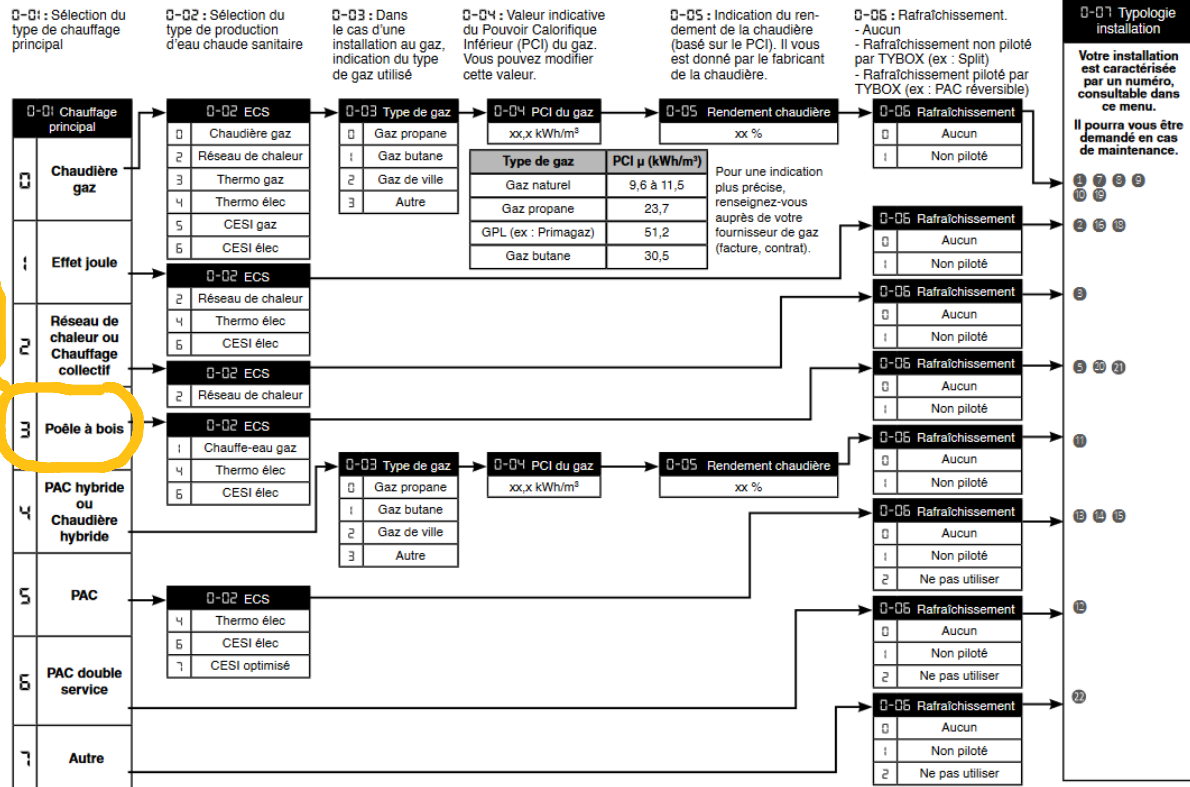 0-01 : Sélection du
type de chauffage
principal
0-02 : Sélection du
type de production
d'eau chaude sanitaire
0-03 : Dans
le cas d'une
installation au gaz,
indication du type
de gaz utilisé
0-04 : Valeur indicative
du Pouvoir Calorifique
Inférieur (PCI) du gaz.
Vous pouvez modifier
cette valeur.
0-05 : Indication du ren-
dement de la chaudière
(basé sur le PCI). Il vous
est donné par le fabricant
de la chaudière.
0-06 : Rafraîchissement.
- Aucun
- Rafraîchissement non piloté
par TYBOX (ex : Split)
- Rafraîchissement piloté par
TYBOX (ex : PAC réversible)
0-07 Typologie
installation
Votre installation
est caractérisée
par un numéro,
consultable dans
ce menu.
Il pourra vous être
demandé en cas
de maintenance.
0-01 Chauffage
principal
0 Chaudière
gaz
1 Effet joule
2 Réseau de
chaleur ou
Chauffage
collectif
3 Poêle à bois
4 PAC hybride
ou
Chaudière
hybride
5 PAC
6 PAC double
service
7 Autre
0-02 ECS
0 Chaudière gaz
2 Réseau de chaleur
3 Thermo gaz
4 Thermo élec
5 CESI gaz
6 CESI élec
0-03 Type de gaz
0 Gaz propane
1 Gaz butane
2 Gaz de ville
3 Autre
0-04 PCI du gaz
xx,x kWh/m³
0-05 Rendement chaudière
xx %
Type de gaz PCI µ (kWh/m³)
Gaz naturel 9,6 à 11,5
Gaz propane 23,7
GPL (ex : Primagaz) 51,2
Gaz butane 30,5
Pour une indication
plus précise,
renseignez-vous
auprès de votre
fournisseur de gaz
(facture, contrat).
0-06 Rafraîchissement
0 Aucun
1 Non piloté
1 7 8 9
10 19
0-02 ECS
2 Réseau de chaleur
4 Thermo élec
6 CESI élec
0-06 Rafraîchissement
0 Aucun
1 Non piloté
2 16 18
0-02 ECS
2 Réseau de chaleur
0-06 Rafraîchissement
0 Aucun
1 Non piloté
3
0-02 ECS
1 Chauffe-eau gaz
4 Thermo élec
6 CESI élec
0-06 Rafraîchissement
0 Aucun
1 Non piloté
5 20 21
0-03 Type de gaz
0 Gaz propane
1 Gaz butane
2 Gaz de ville
3 Autre
0-04 PCI du gaz
xx,x kWh/m³
0-05 Rendement chaudière
xx %
0-06 Rafraîchissement
0 Aucun
1 Non piloté
11
0-02 ECS
4 Thermo élec
6 CESI élec
7 CESI optimisé
0-06 Rafraîchissement
0 Aucun
1 Non piloté
2 Ne pas utiliser
13 14 15
0-06 Rafraîchissement
0 Aucun
1 Non piloté
2 Ne pas utiliser
12
0-06 Rafraîchissement
0 Aucun
1 Non piloté
2 Ne pas utiliser
22